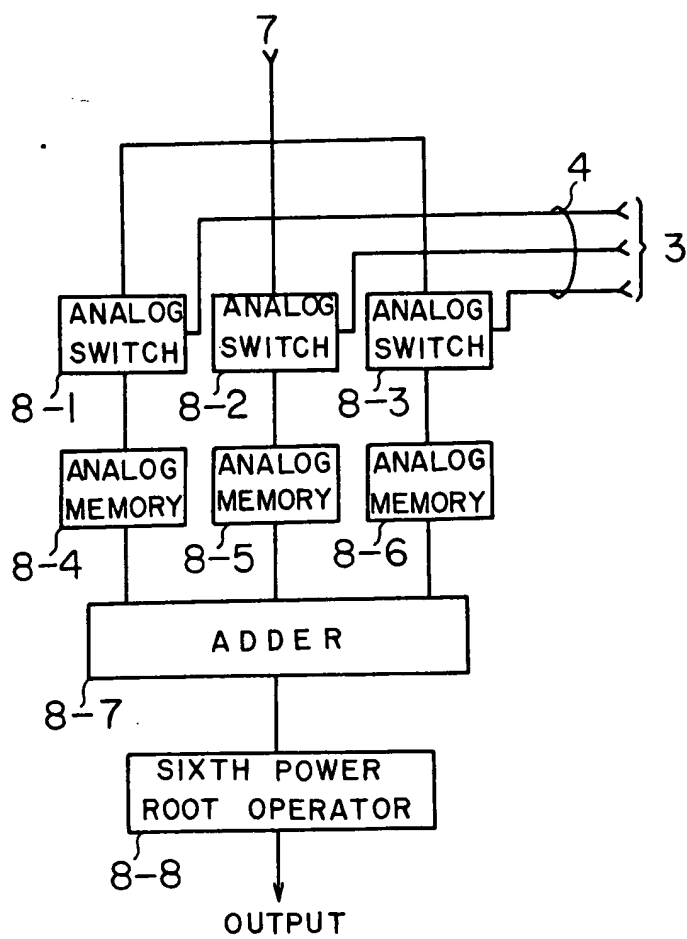 7
4
3
ANALOG
SWITCH
8-1
ANALOG
SWITCH
8-2
ANALOG
SWITCH
8-3
ANALOG
MEMORY
8-4
ANALOG
MEMORY
8-5
ANALOG
MEMORY
8-6
ADDER
8-7
SIXTH POWER
ROOT OPERATOR
8-8
OUTPUT